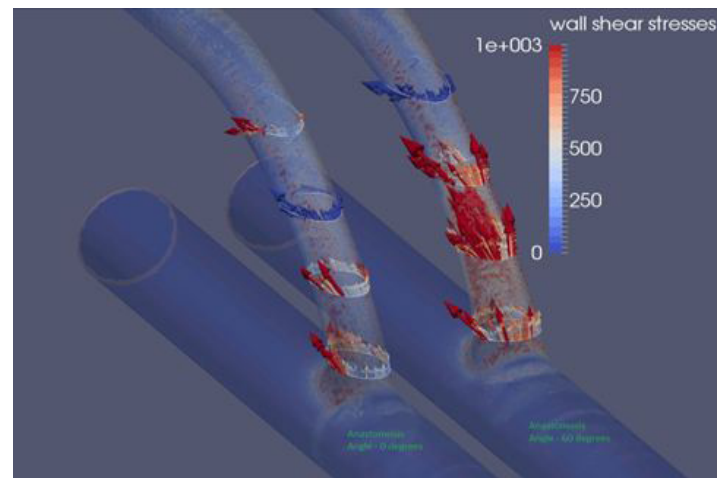 wall shear stresses
1e+003
750
500
250
0
Anastomosis
Angle - 0 degrees
Anastomosis
Angle - 60 degrees